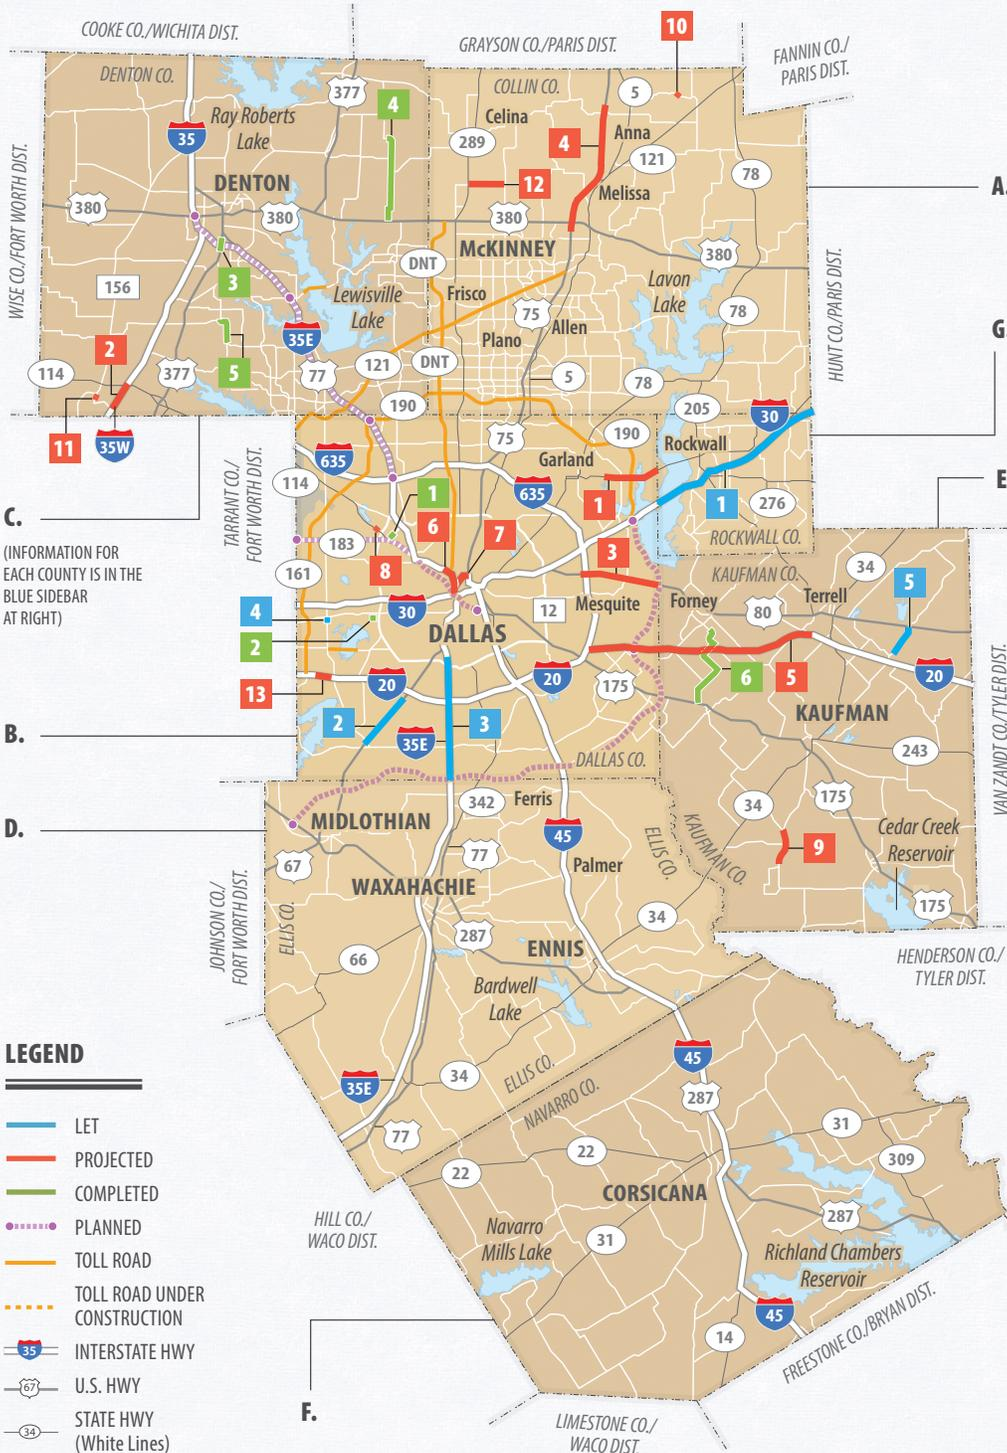 COOKE CO./WICHITA DIST.
GRAYSON CO./PARIS DIST.
10
FANNIN CO./
PARIS DIST.
DENTON CO.
COLLIN CO.
377
4
5
Ray Roberts
Lake
Celina
35
289
4
Anna
121
78
DENTON
12
Melissa
380
380
380
A.
McKINNEY
WISE CO./FORT WORTH DIST.
380
HUNT CO./PARIS DIST.
DNT
3
156
Lewisville
Lake
Frisco
Lavon
Lake
75
Allen
78
35E
Plano
G.
2
114
377
5
77
121
DNT
5
78
11
35W
190
205
30
75
190
Rockwall
635
Garland
TARRANT CO./
FORT WORTH DIST.
114
635
1
1
276
E.
C.
1
6
7
(INFORMATION FOR
EACH COUNTY IS IN THE
BLUE SIDEBAR
AT RIGHT)
183
ROCKWALL CO.
8
3
161
KAUFMAN CO.
34
5
4
30
12
Mesquite
Forney
80
Terrell
2
DALLAS
13
20
20
175
6
5
20
VAN ZANDT CO./TYLER DIST.
B.
2
35E
3
KAUFMAN
243
DALLAS CO.
342
Ferris
34
175
D.
MIDLOTHIAN
45
ELLIS CO.
KAUFMAN CO.
9
Cedar Creek
Reservoir
67
77
Palmer
JOHNSON CO./
FORT WORTH DIST.
ELLIS CO.
WAXAHACHIE
34
175
287
ENNIS
66
HENDERSON CO./
TYLER DIST.
Bardwell
Lake
LEGEND
45
35E
34
ELLIS CO.
NAVARRO CO.
287
LET
77
31
PROJECTED
22
22
309
COMPLETED
CORSICANA
PLANNED
HILL CO./
WACO DIST.
Navarro
Mills Lake
31
287
TOLL ROAD
Richland Chambers
Reservoir
TOLL ROAD UNDER
CONSTRUCTION
45
35
INTERSTATE HWY
14
FREESTONE CO./BRYAN DIST.
67
U.S. HWY
F.
34
STATE HWY
(White Lines)
LIMESTONE CO./
WACO DIST.